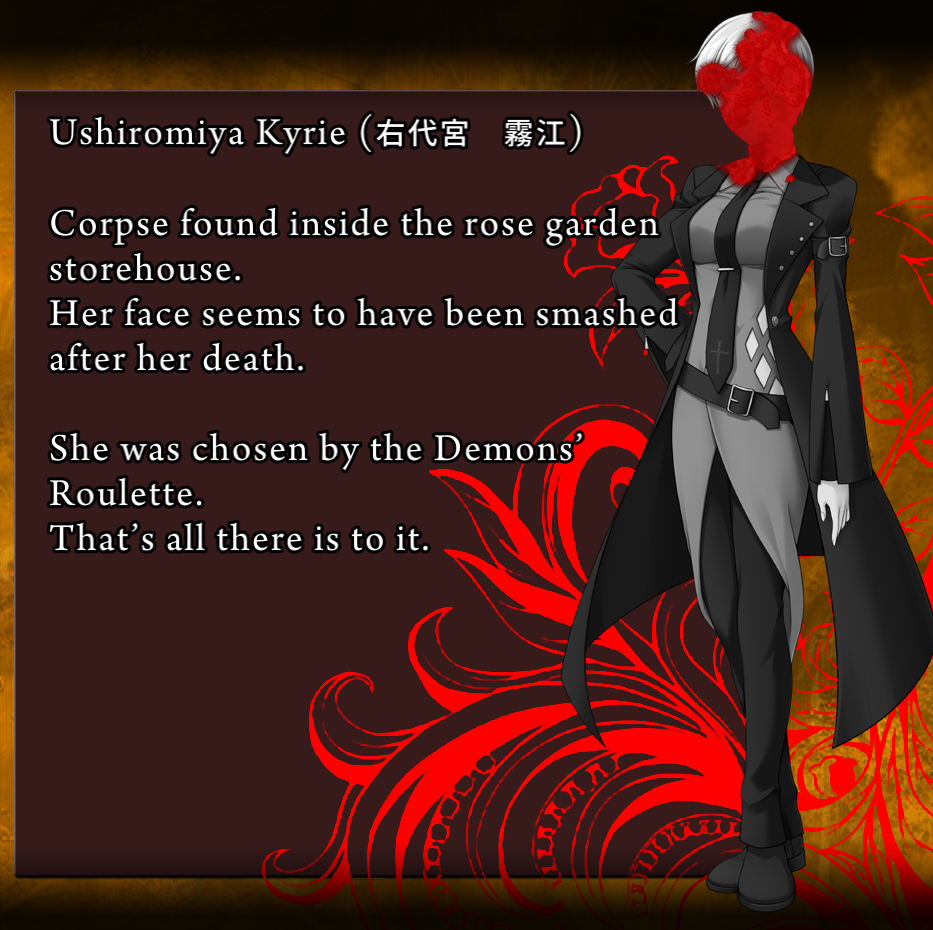 Ushiromiya Kyrie (右代宮　霧江)
Corpse found inside the rose garden
storehouse.
Her face seems to have been smashed
after her death.
She was chosen by the Demons’
Roulette.
That’s all there is to it.